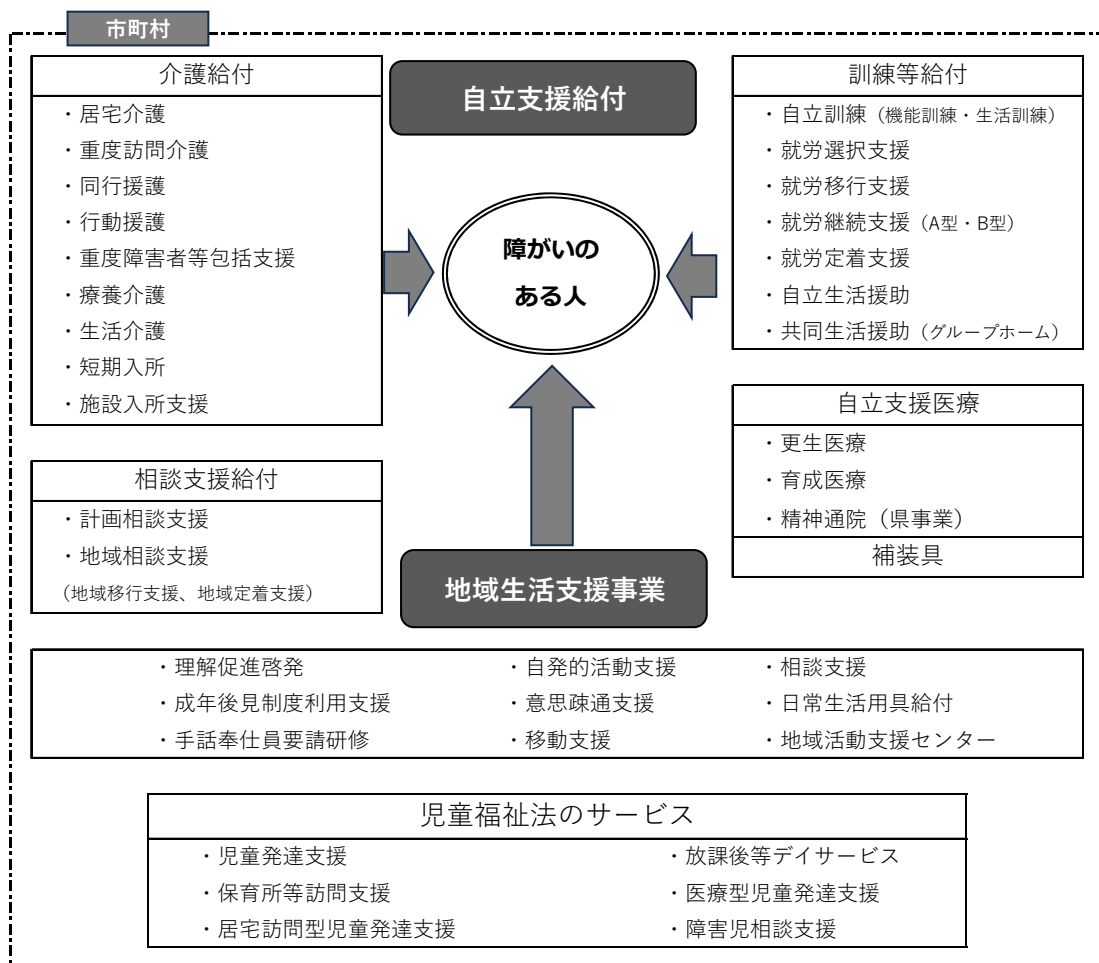 市町村
介護給付
・居宅介護
・重度訪問介護
・同行援護
・行動援護
・重度障害者等包括支援
・療養介護
・生活介護
・短期入所
・施設入所支援
自立支援給付
訓練等給付
・自立訓練（機能訓練・生活訓練）
・就労選択支援
・就労移行支援
・就労継続支援（A型・B型）
・就労定着支援
・自立生活援助
・共同生活援助（グループホーム）
障がいの
ある人
相談支援給付
・計画相談支援
・地域相談支援
（地域移行支援、地域定着支援）
自立支援医療
・更生医療
・育成医療
・精神通院（県事業）
補装具
地域生活支援事業
・理解促進啓発
・自発的活動支援
・相談支援
・成年後見制度利用支援
・意思疎通支援
・日常生活用具給付
・手話奉仕員要請研修
・移動支援
・地域活動支援センター
児童福祉法のサービス
・児童発達支援
・放課後等デイサービス
・保育所等訪問支援
・医療型児童発達支援
・居宅訪問型児童発達支援
・障害児相談支援